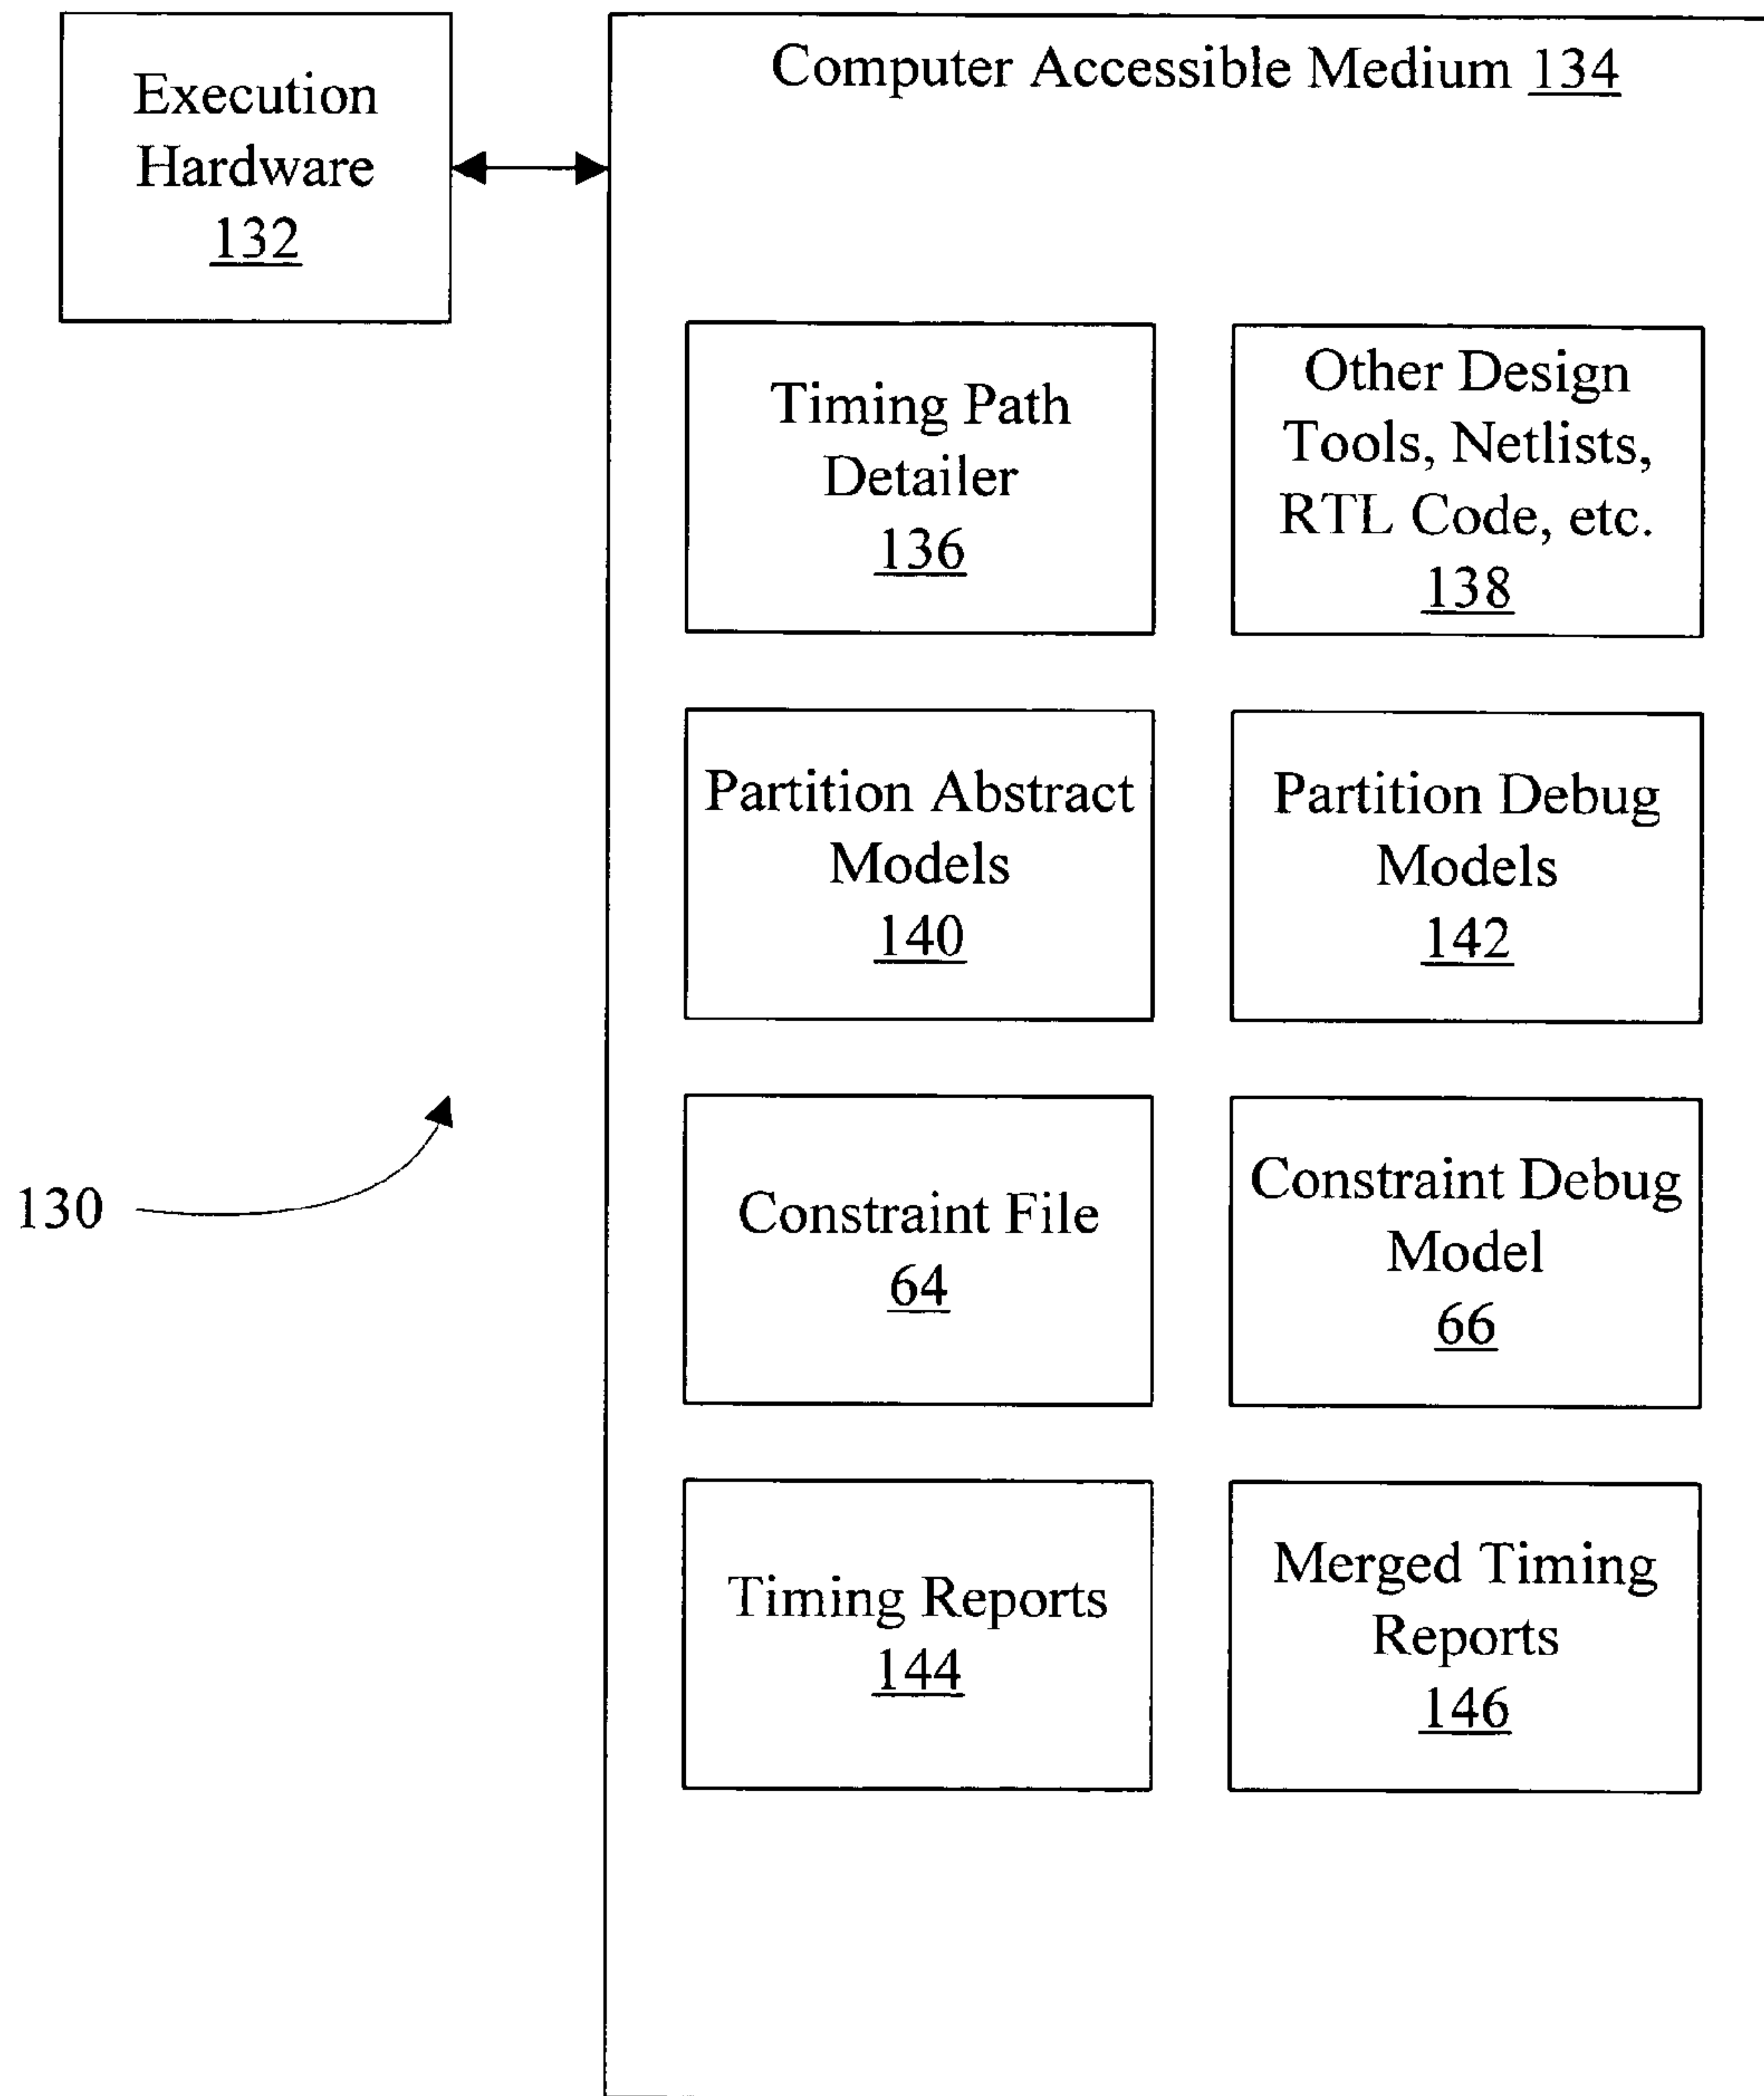 Execution
Hardware
132
Computer Accessible Medium 134
Timing Path
Detailer
136
Other Design
Tools, Netlists,
RTL Code, etc.
138
Partition Abstract
Models
140
Partition Debug
Models
142
130
Constraint File
64
Constraint Debug
Model
66
Timing Reports
144
Merged Timing
Reports
146